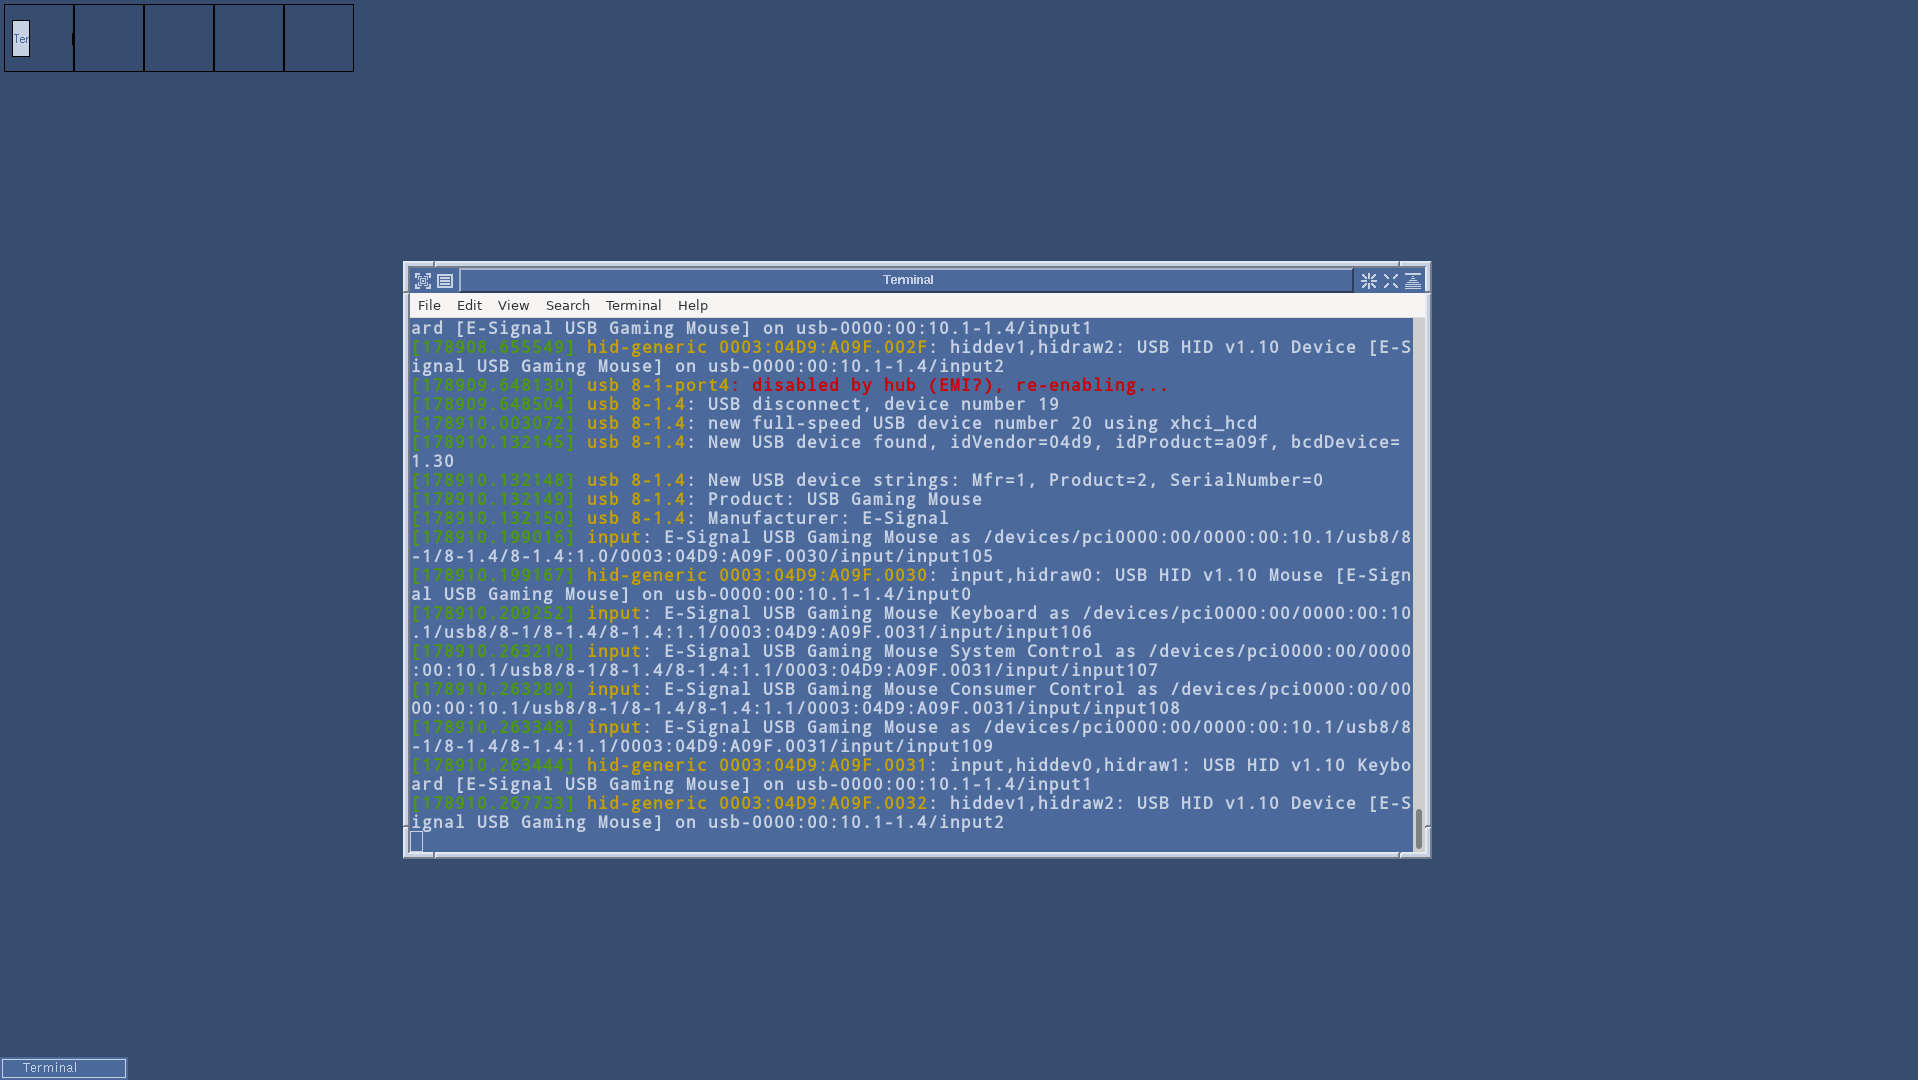 Ter
Terminal
File Edit View Search Terminal Help
ard [E-Signal USB Gaming Mouse] on usb-0000:00:10.1-1.4/input1
[178908.655549] hid-generic 0003:04D9:A09F.002F: hiddev1,hidraw2: USB HID v1.10 Device [E-S
ignal USB Gaming Mouse] on usb-0000:00:10.1-1.4/input2
[178909.648130] usb 8-1-port4: disabled by hub (EMI?), re-enabling...
[178909.648504] usb 8-1.4: USB disconnect, device number 19
[178910.003072] usb 8-1.4: new full-speed USB device number 20 using xhci_hcd
[178910.132145] usb 8-1.4: New USB device found, idVendor=04d9, idProduct=a09f, bcdDevice=
1.30
[178910.132148] usb 8-1.4: New USB device strings: Mfr=1, Product=2, SerialNumber=0
[178910.132149] usb 8-1.4: Product: USB Gaming Mouse
[178910.132150] usb 8-1.4: Manufacturer: E-Signal
[178910.199016] input: E-Signal USB Gaming Mouse as /devices/pci0000:00/0000:00:10.1/usb8/8
-1/8-1.4/8-1.4:1.0/0003:04D9:A09F.0030/input/input105
[178910.199167] hid-generic 0003:04D9:A09F.0030: input,hidraw0: USB HID v1.10 Mouse [E-Sign
al USB Gaming Mouse] on usb-0000:00:10.1-1.4/input0
[178910.209252] input: E-Signal USB Gaming Mouse Keyboard as /devices/pci0000:00/0000:00:10
.1/usb8/8-1/8-1.4/8-1.4:1.1/0003:04D9:A09F.0031/input/input106
[178910.263210] input: E-Signal USB Gaming Mouse System Control as /devices/pci0000:00/0000
:00:10.1/usb8/8-1/8-1.4/8-1.4:1.1/0003:04D9:A09F.0031/input/input107
[178910.263289] input: E-Signal USB Gaming Mouse Consumer Control as /devices/pci0000:00/00
00:00:10.1/usb8/8-1/8-1.4/8-1.4:1.1/0003:04D9:A09F.0031/input/input108
[178910.263348] input: E-Signal USB Gaming Mouse as /devices/pci0000:00/0000:00:10.1/usb8/8
-1/8-1.4/8-1.4:1.1/0003:04D9:A09F.0031/input/input109
[178910.263444] hid-generic 0003:04D9:A09F.0031: input,hiddev0,hidraw1: USB HID v1.10 Keybo
ard [E-Signal USB Gaming Mouse] on usb-0000:00:10.1-1.4/input1
[178910.267733] hid-generic 0003:04D9:A09F.0032: hiddev1,hidraw2: USB HID v1.10 Device [E-S
ignal USB Gaming Mouse] on usb-0000:00:10.1-1.4/input2
Terminal